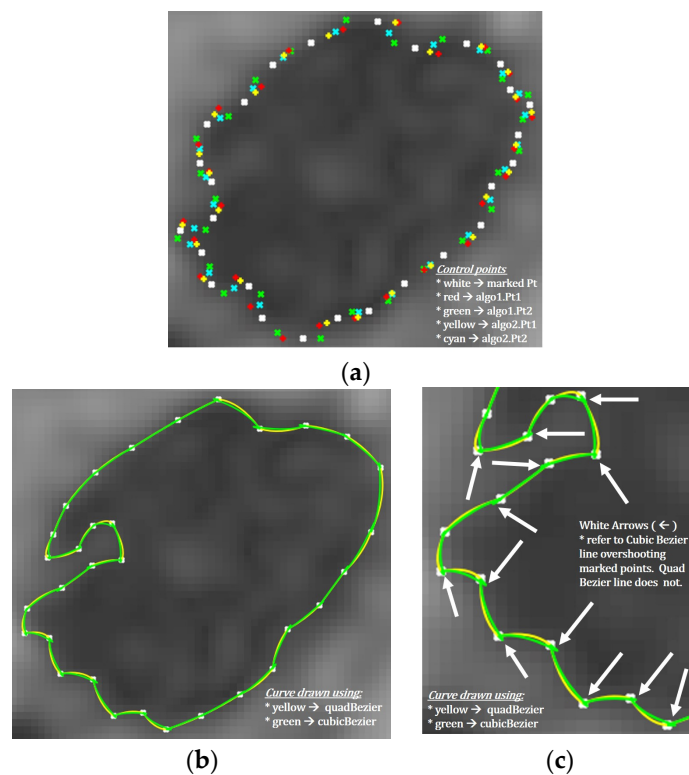 Control points
* white → marked Pt
* red → algo1.Pt1
* green → algo1.Pt2
* yellow → algo2.Pt1
* cyan → algo2.Pt2
(a)
Curve drawn using:
* yellow → quadBezier
* green → cubicBezier
(b)
White Arrows ( ← )
* refer to Cubic Bezier
line overshooting
marked points. Quad
Bezier line does not.
Curve drawn using:
* yellow → quadBezier
* green → cubicBezier
(c)